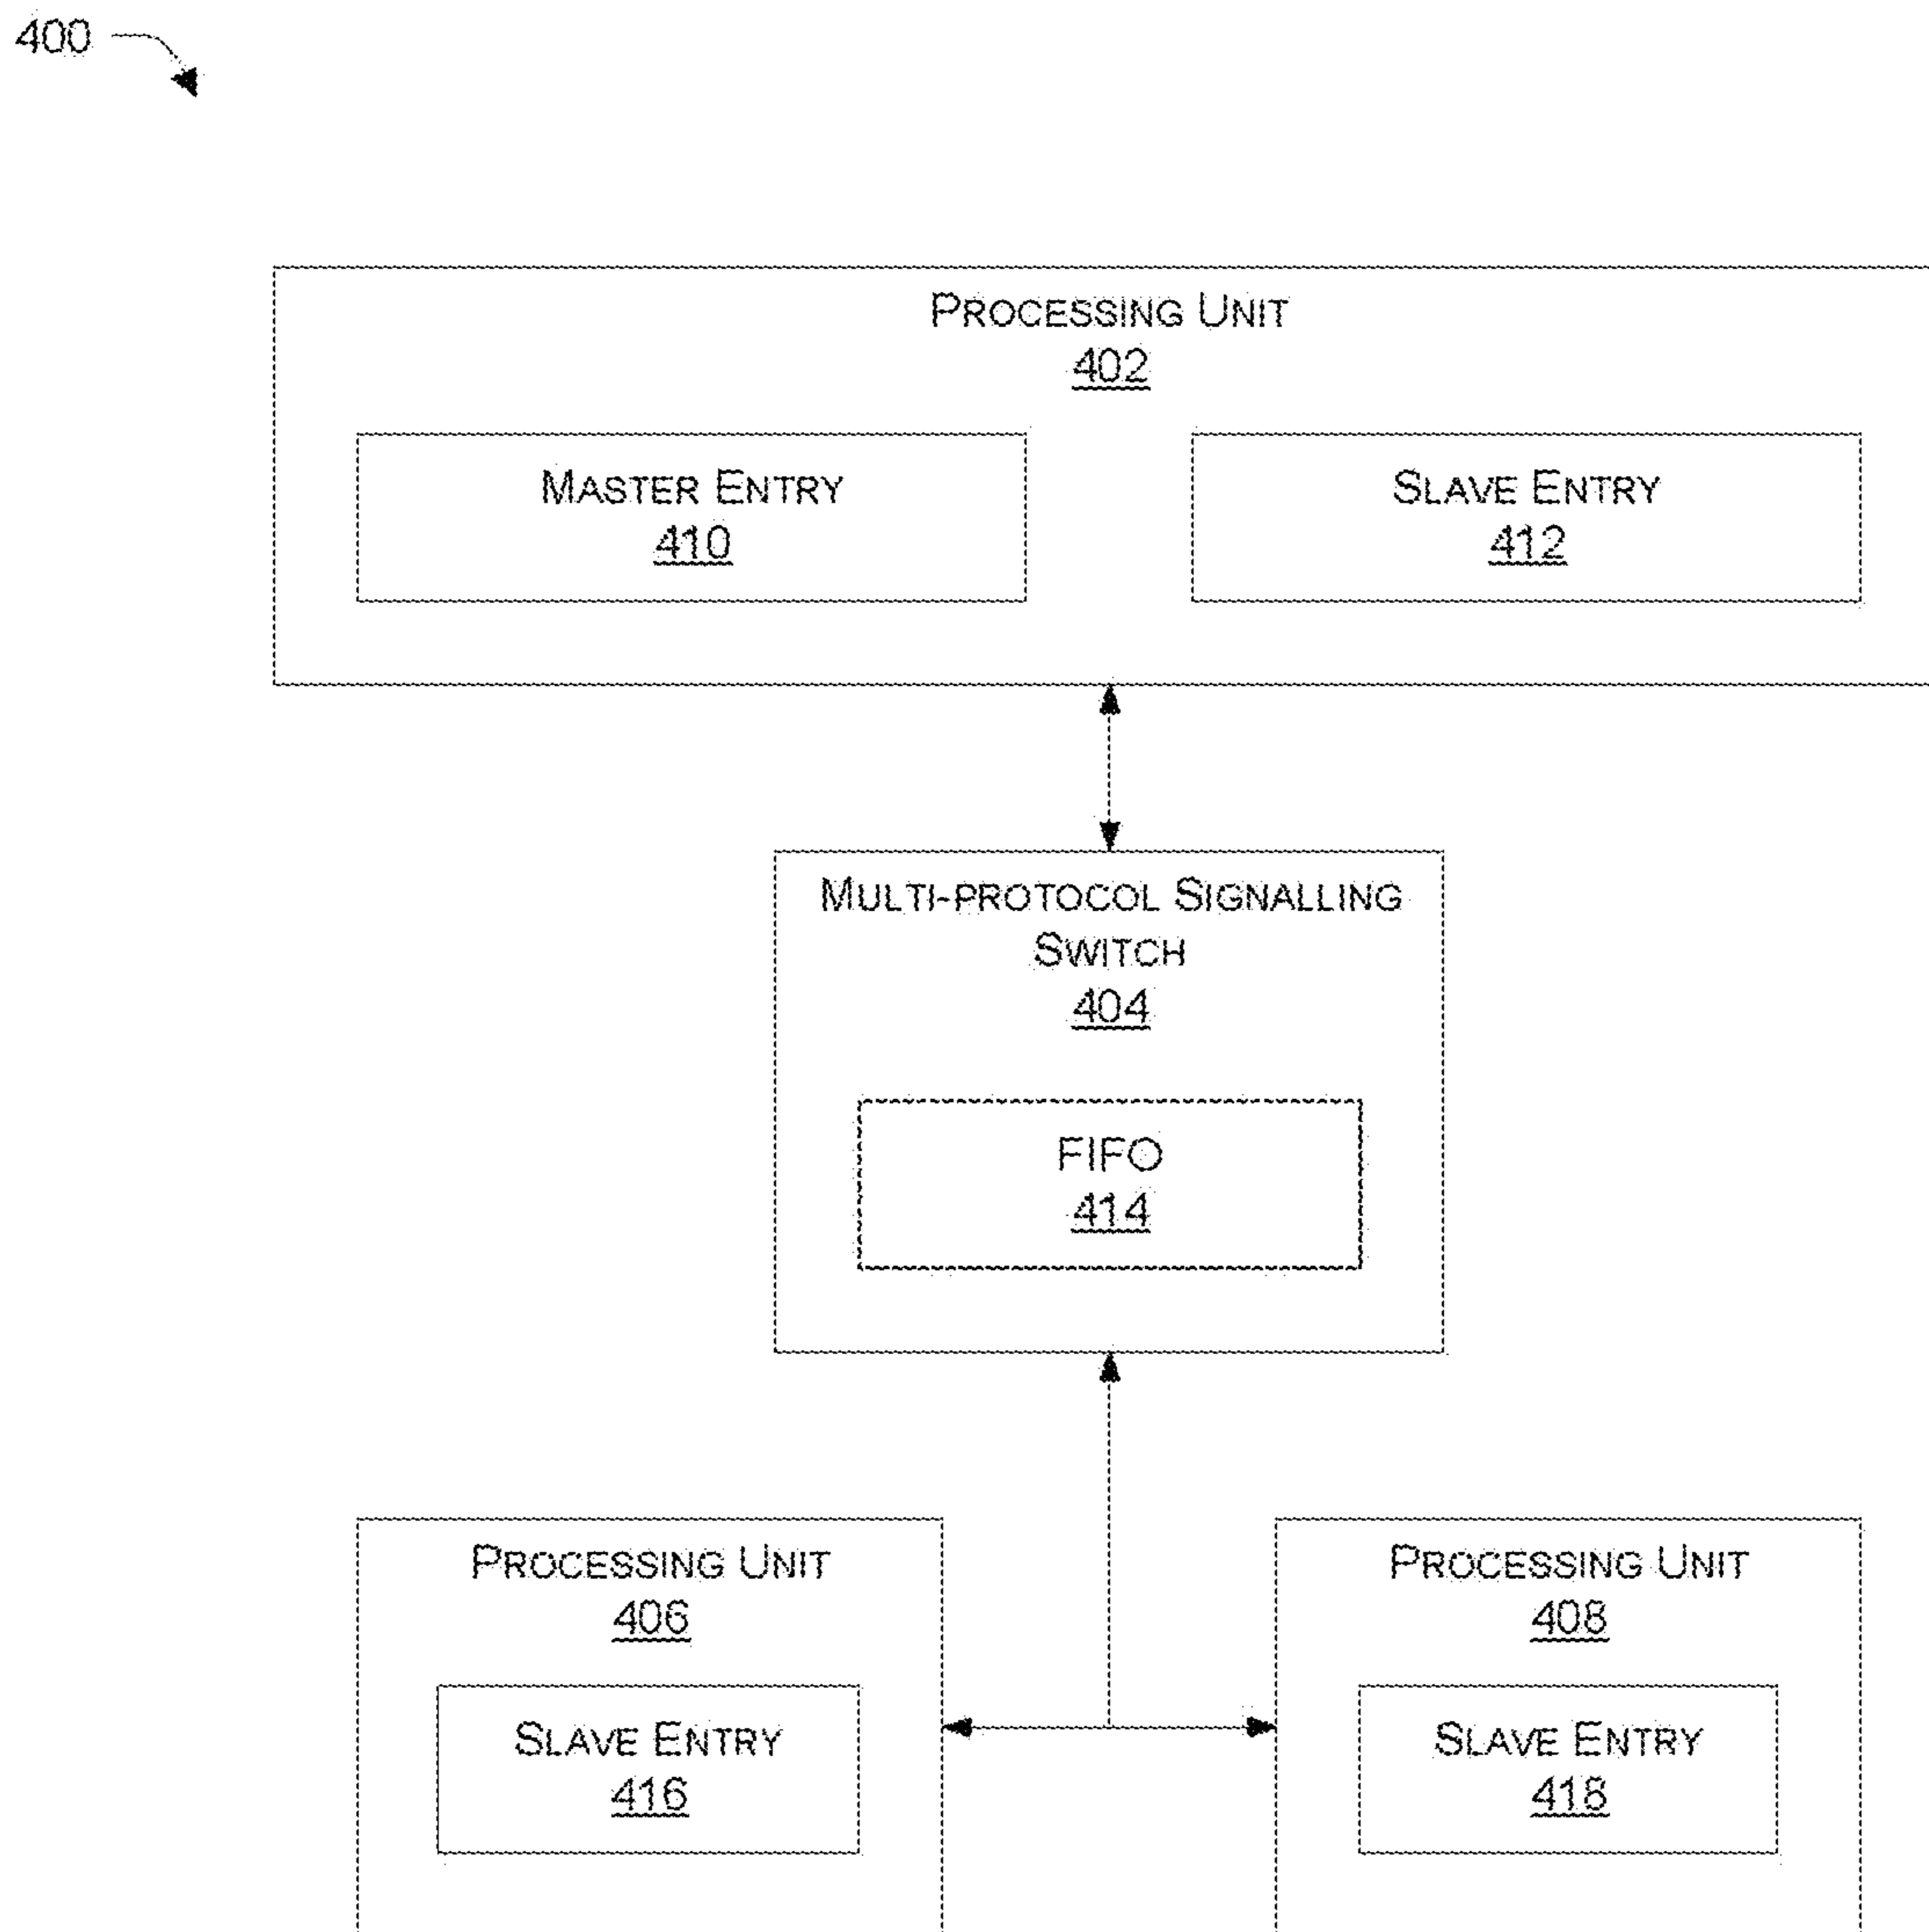 400
PROCESSING UNIT
402
MASTER ENTRY
410
SLAVE ENTRY
412
MULTI-PROTOCOL SIGNALLING
SWITCH
404
FIFO
414
PROCESSING UNIT
406
SLAVE ENTRY
416
PROCESSING UNIT
408
SLAVE ENTRY
418